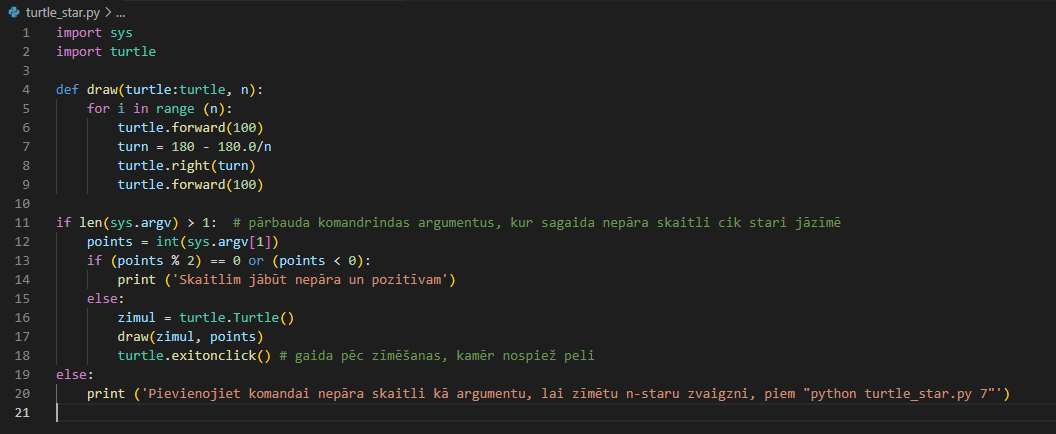 turtle_star.py > ...
1 import sys
2 import turtle
3
4 def draw(turtle:turtle, n):
5     for i in range (n):
6         turtle.forward(100)
7         turn = 180 - 180.0/n
8         turtle.right(turn)
9         turtle.forward(100)
10
11 if len(sys.argv) > 1:  # pārbauda komandrindas argumentus, kur sagaida nepāra skaitli cik stari jāzīmē
12     points = int(sys.argv[1])
13     if (points % 2) == 0 or (points < 0):
14         print ('Skaitlim jābūt nepāra un pozitīvam')
15     else:
16         zimul = turtle.Turtle()
17         draw(zimul, points)
18         turtle.exitonclick() # gaida pēc zīmēšanas, kamēr nospiež peli
19 else:
20     print ('Pievienojiet komandai nepāra skaitli kā argumentu, lai zīmētu n-staru zvaigzni, piem "python turtle_star.py 7"')
21